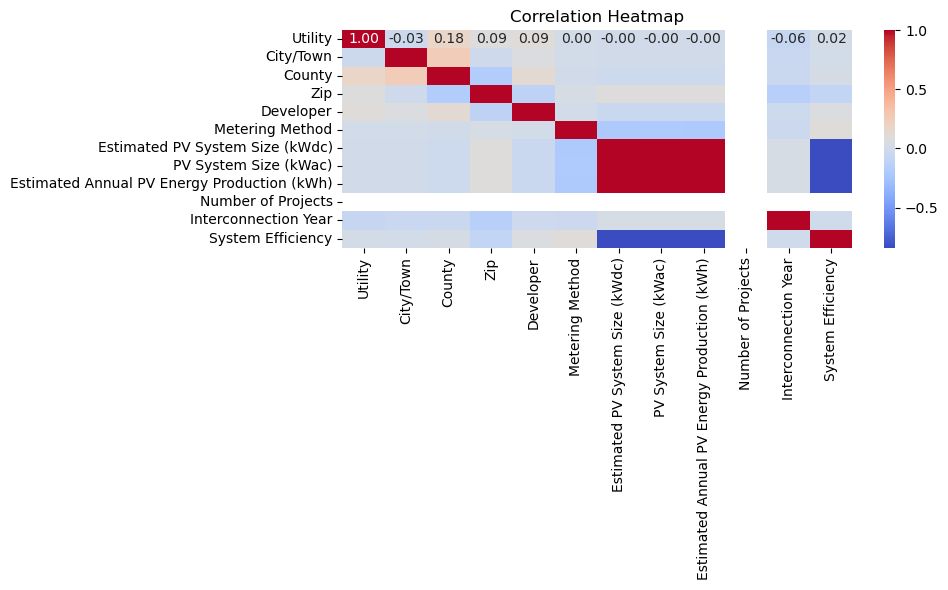 Correlation Heatmap
Utility
1.00 -0.03 0.18 0.09 0.09 0.00 -0.00 -0.00 -0.00 -0.06 0.02
City/Town
County
Zip
Developer
Metering Method
Estimated PV System Size (kWdc)
PV System Size (kWac)
Estimated Annual PV Energy Production (kWh)
Number of Projects
Interconnection Year
System Efficiency
Utility
City/Town
County
Zip
Developer
Metering Method
Estimated PV System Size (kWdc)
PV System Size (kWac)
Estimated Annual PV Energy Production (kWh)
Number of Projects
Interconnection Year
System Efficiency
1.0
0.5
0.0
−0.5